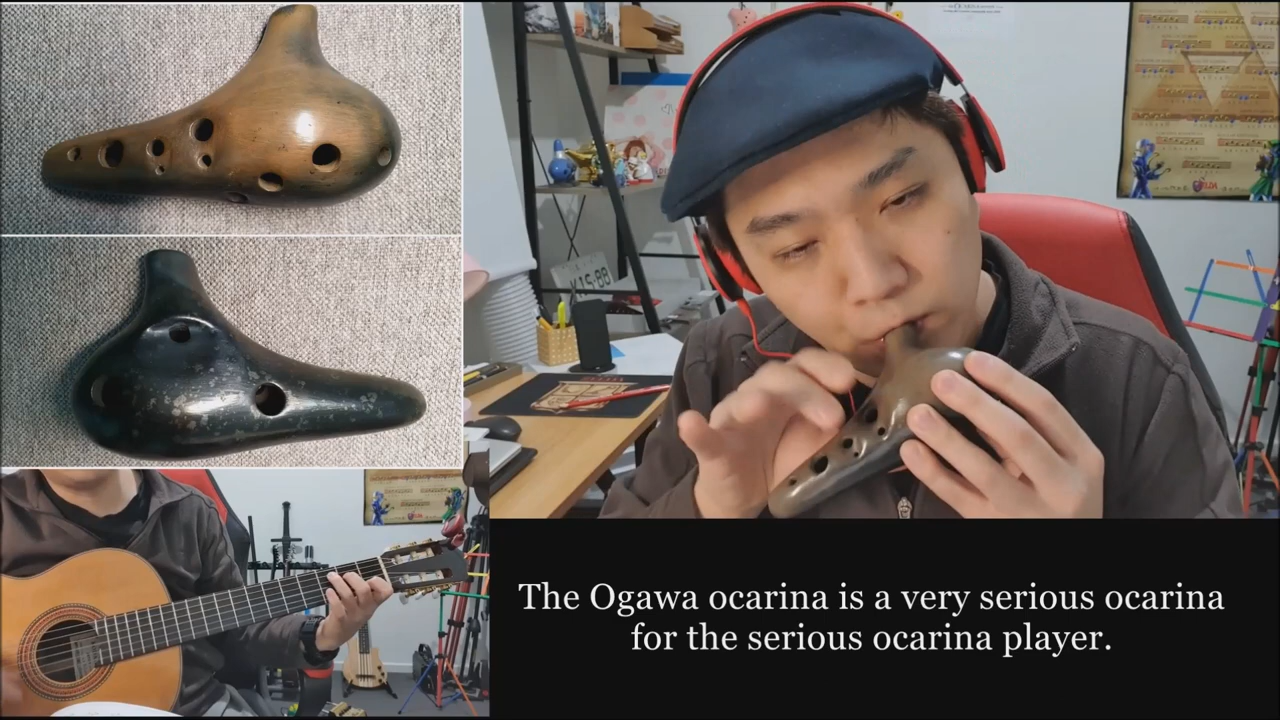 The Ogawa ocarina is a very serious ocarina
for the serious ocarina player.